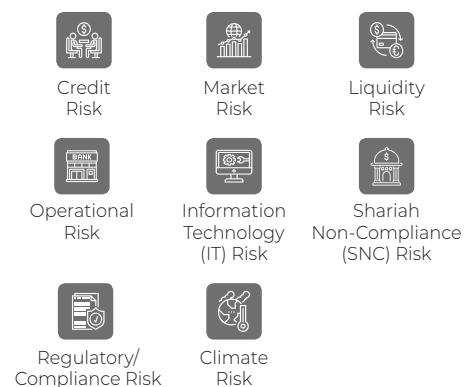 Credit
Risk
Market
Risk
Liquidity
Risk
BANK
Operational
Risk
Information
Technology
(IT) Risk
Shariah
Non-Compliance
(SNC) Risk
Regulatory/
Compliance Risk
Climate
Risk